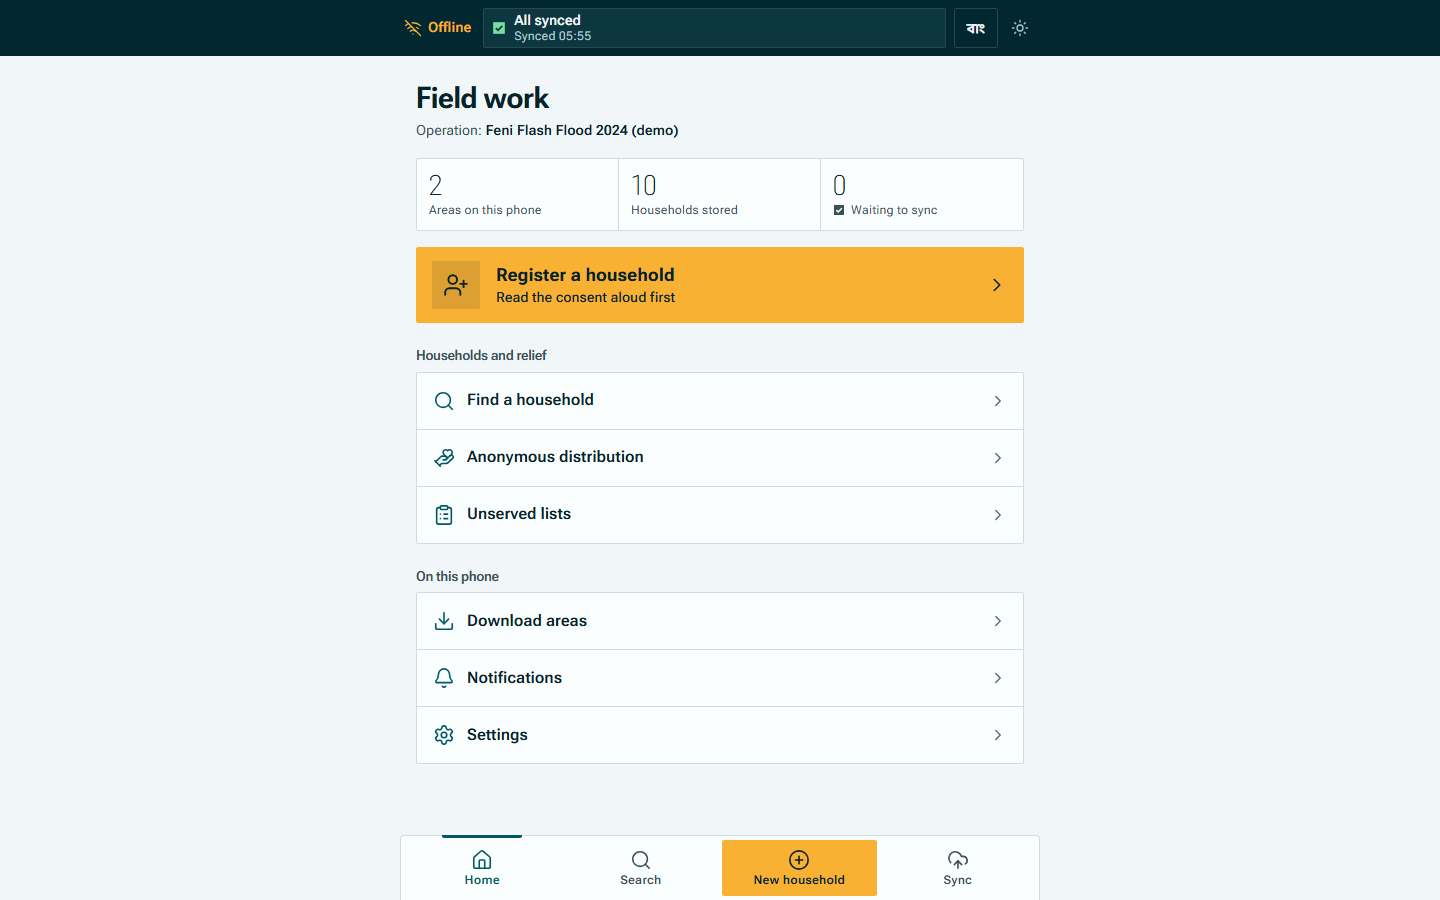 Offline
All synced
Synced 05:55
বাং
Field work
Operation: Feni Flash Flood 2024 (demo)
2
Areas on this phone
10
Households stored
0
Waiting to sync
Register a household
Read the consent aloud first
Households and relief
Find a household
Anonymous distribution
Unserved lists
On this phone
Download areas
Notifications
Settings
Home
Search
New household
Sync